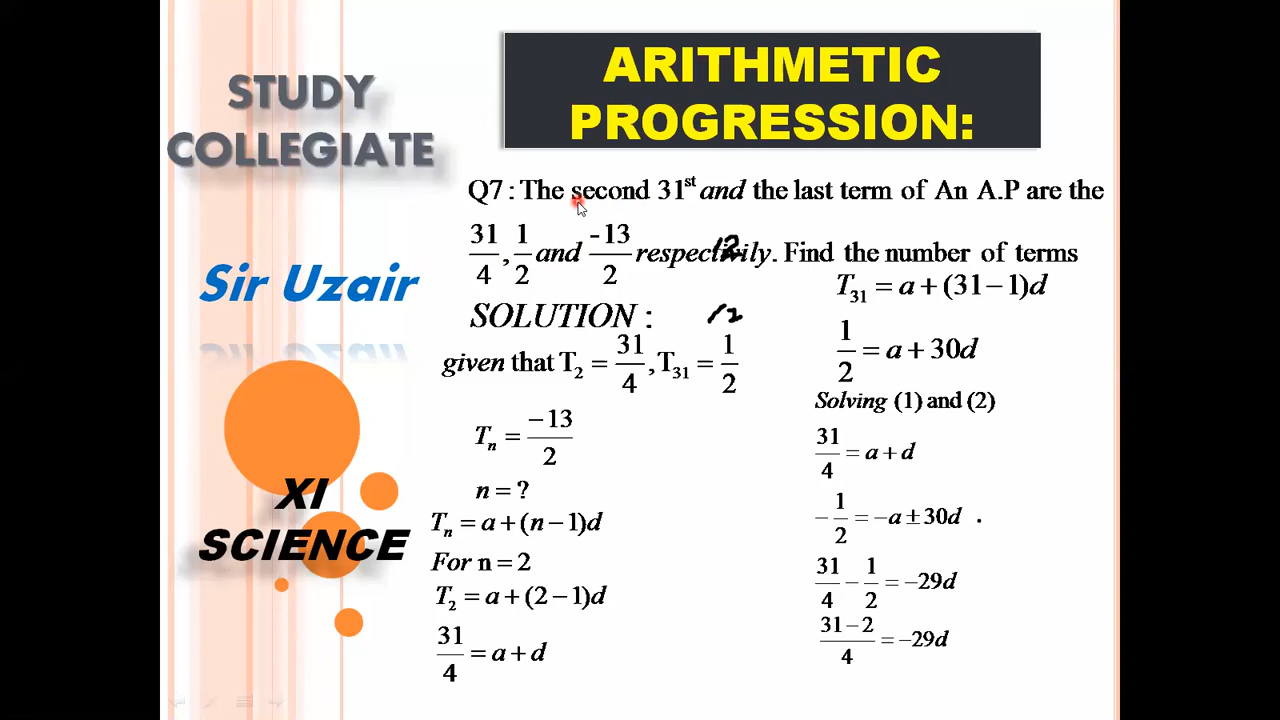 STUDY
COLLEGIATE
Sir Uzair
XI
SCIENCE
ARITHMETIC
PROGRESSION:
Q7 : The second 31st and the last term of An A.P are the
31/4 , 1/2 and -13/2 respectivily. Find the number of terms
12
SOLUTION :
12
given that T₂ = 31/4 , T₃₁ = 1/2
Tₙ = −13/2
n = ?
Tₙ = a + (n − 1)d
For n = 2
T₂ = a + (2 − 1)d
31/4 = a + d
T₃₁ = a + (31 − 1)d
1/2 = a + 30d
Solving (1) and (2)
31/4 = a + d
− 1/2 = −a ± 30d .
31/4 − 1/2 = −29d
31 − 2/4 = −29d